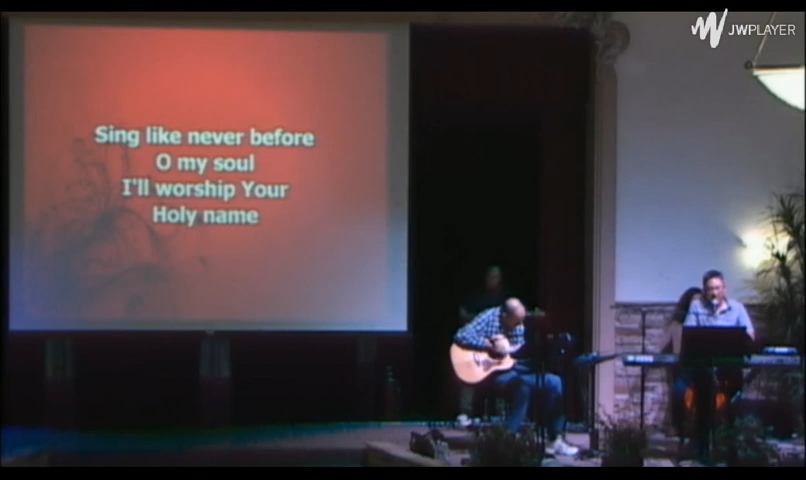 JWPLAYER
Sing like never before
O my soul
I'll worship Your
Holy name